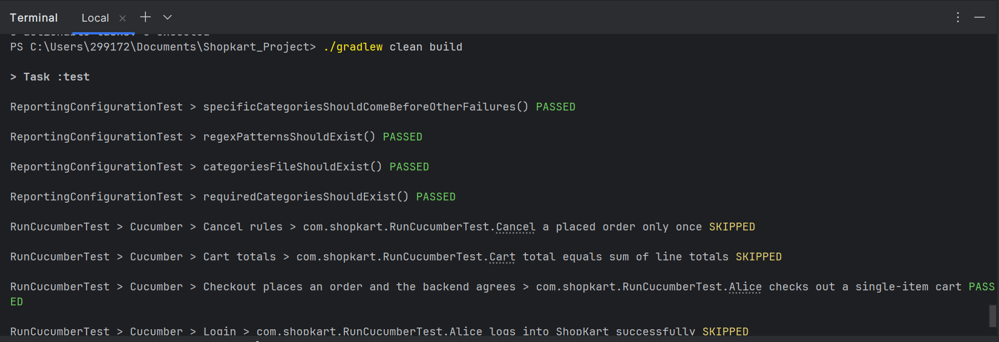 Terminal Local
PS C:\Users\299172\Documents\Shopkart_Project> ./gradlew clean build
> Task :test
ReportingConfigurationTest > specificCategoriesShouldComeBeforeOtherFailures() PASSED
ReportingConfigurationTest > regexPatternsShouldExist() PASSED
ReportingConfigurationTest > categoriesFileShouldExist() PASSED
ReportingConfigurationTest > requiredCategoriesShouldExist() PASSED
RunCucumberTest > Cucumber > Cancel rules > com.shopkart.RunCucumberTest.Cancel a placed order only once SKIPPED
RunCucumberTest > Cucumber > Cart totals > com.shopkart.RunCucumberTest.Cart total equals sum of line totals SKIPPED
RunCucumberTest > Cucumber > Checkout places an order and the backend agrees > com.shopkart.RunCucumberTest.Alice checks out a single-item cart PASS
ED
RunCucumberTest > Cucumber > Login > com.shopkart.RunCucumberTest.Alice logs into ShopKart successfully SKIPPED